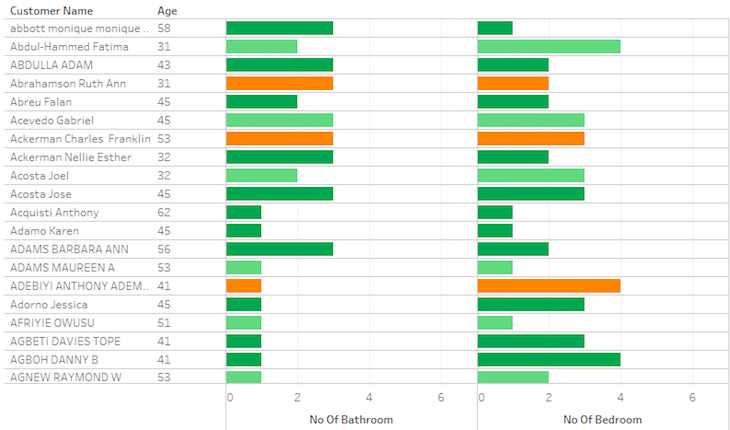 Customer Name Age
abbott monique monique .. 58
Abdul-Hammed Fatima 31
ABDULLA ADAM 43
Abrahamson Ruth Ann 31
Abreu Falan 45
Acevedo Gabriel 45
Ackerman Charles  Franklin 53
Ackerman Nellie Esther 32
Acosta Joel 32
Acosta Jose 45
Acquisti Anthony 62
Adamo Karen 45
ADAMS BARBARA ANN 56
ADAMS MAUREEN A 53
ADEBIYI ANTHONY ADEM.. 41
Adorno Jessica 45
AFRIYIE OWUSU 51
AGBETI DAVIES TOPE 41
AGBOH DANNY B 41
AGNEW RAYMOND W 53
0 2 4 6 0 2 4 6
No Of Bathroom No Of Bedroom